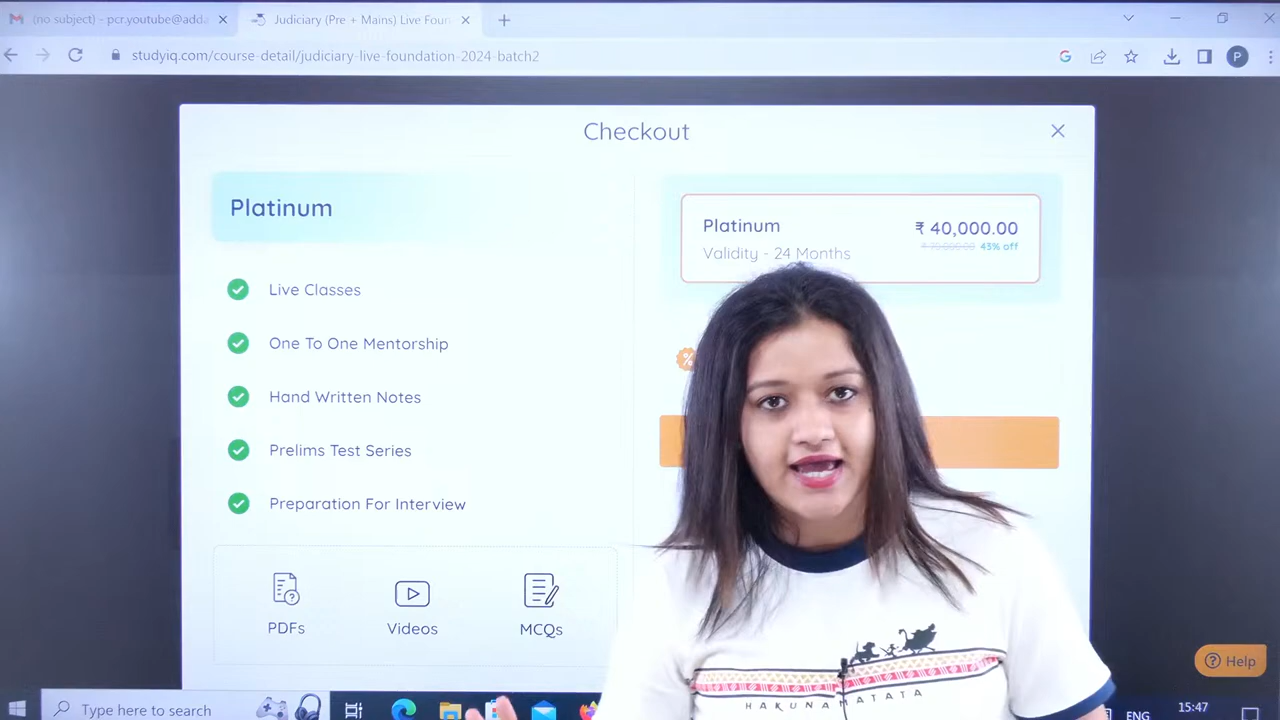 (no subject) - pcr.youtube@adda
Judiciary (Pre + Mains) Live Foun
studyiq.com/course-detail/judiciary-live-foundation-2024-batch2
P
Checkout
Platinum
Live Classes
One To One Mentorship
Hand Written Notes
Prelims Test Series
Preparation For Interview
PDFs
Videos
MCQs
Platinum
₹ 40,000.00
Validity - 24 Months
43% off
%
HAKUNA MATATA
Help
Type here to search
ENG
15:47